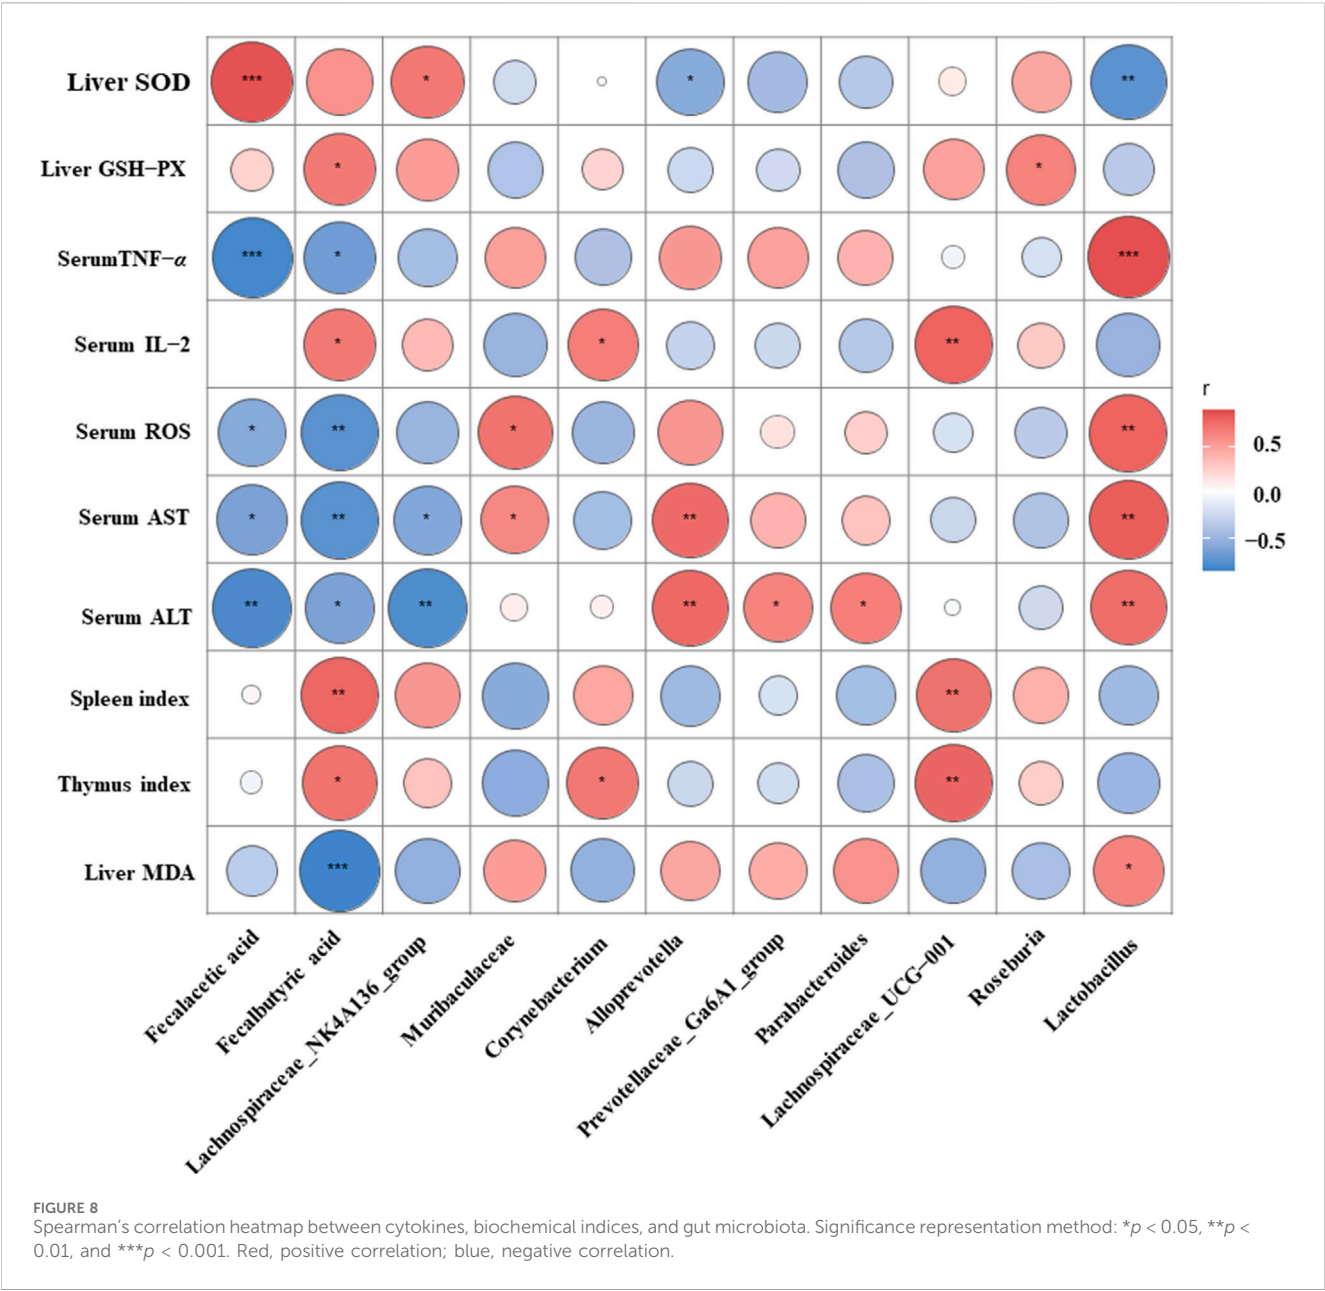 Liver SOD *** * * **
Liver GSH−PX * *
SerumTNF−α *** * ***
Serum IL−2 * * **
r
Serum ROS * ** * **
0.5
0.0
Serum AST * ** * * ** **
−0.5
Serum ALT ** * ** ** * * **
Spleen index ** **
Thymus index * * **
Liver MDA *** *
Fecalacetic acid
Fecalbutyric acid
Lachnospiraceae_NK4A136_group
Muribaculaceae
Corynebacterium
Alloprevotella
Prevotellaceae_Ga6A1_group
Parabacteroides
Lachnospiraceae_UCG−001
Roseburia
Lactobacillus
FIGURE 8
Spearman's correlation heatmap between cytokines, biochemical indices, and gut microbiota. Significance representation method: *p < 0.05, **p <
0.01, and ***p < 0.001. Red, positive correlation; blue, negative correlation.